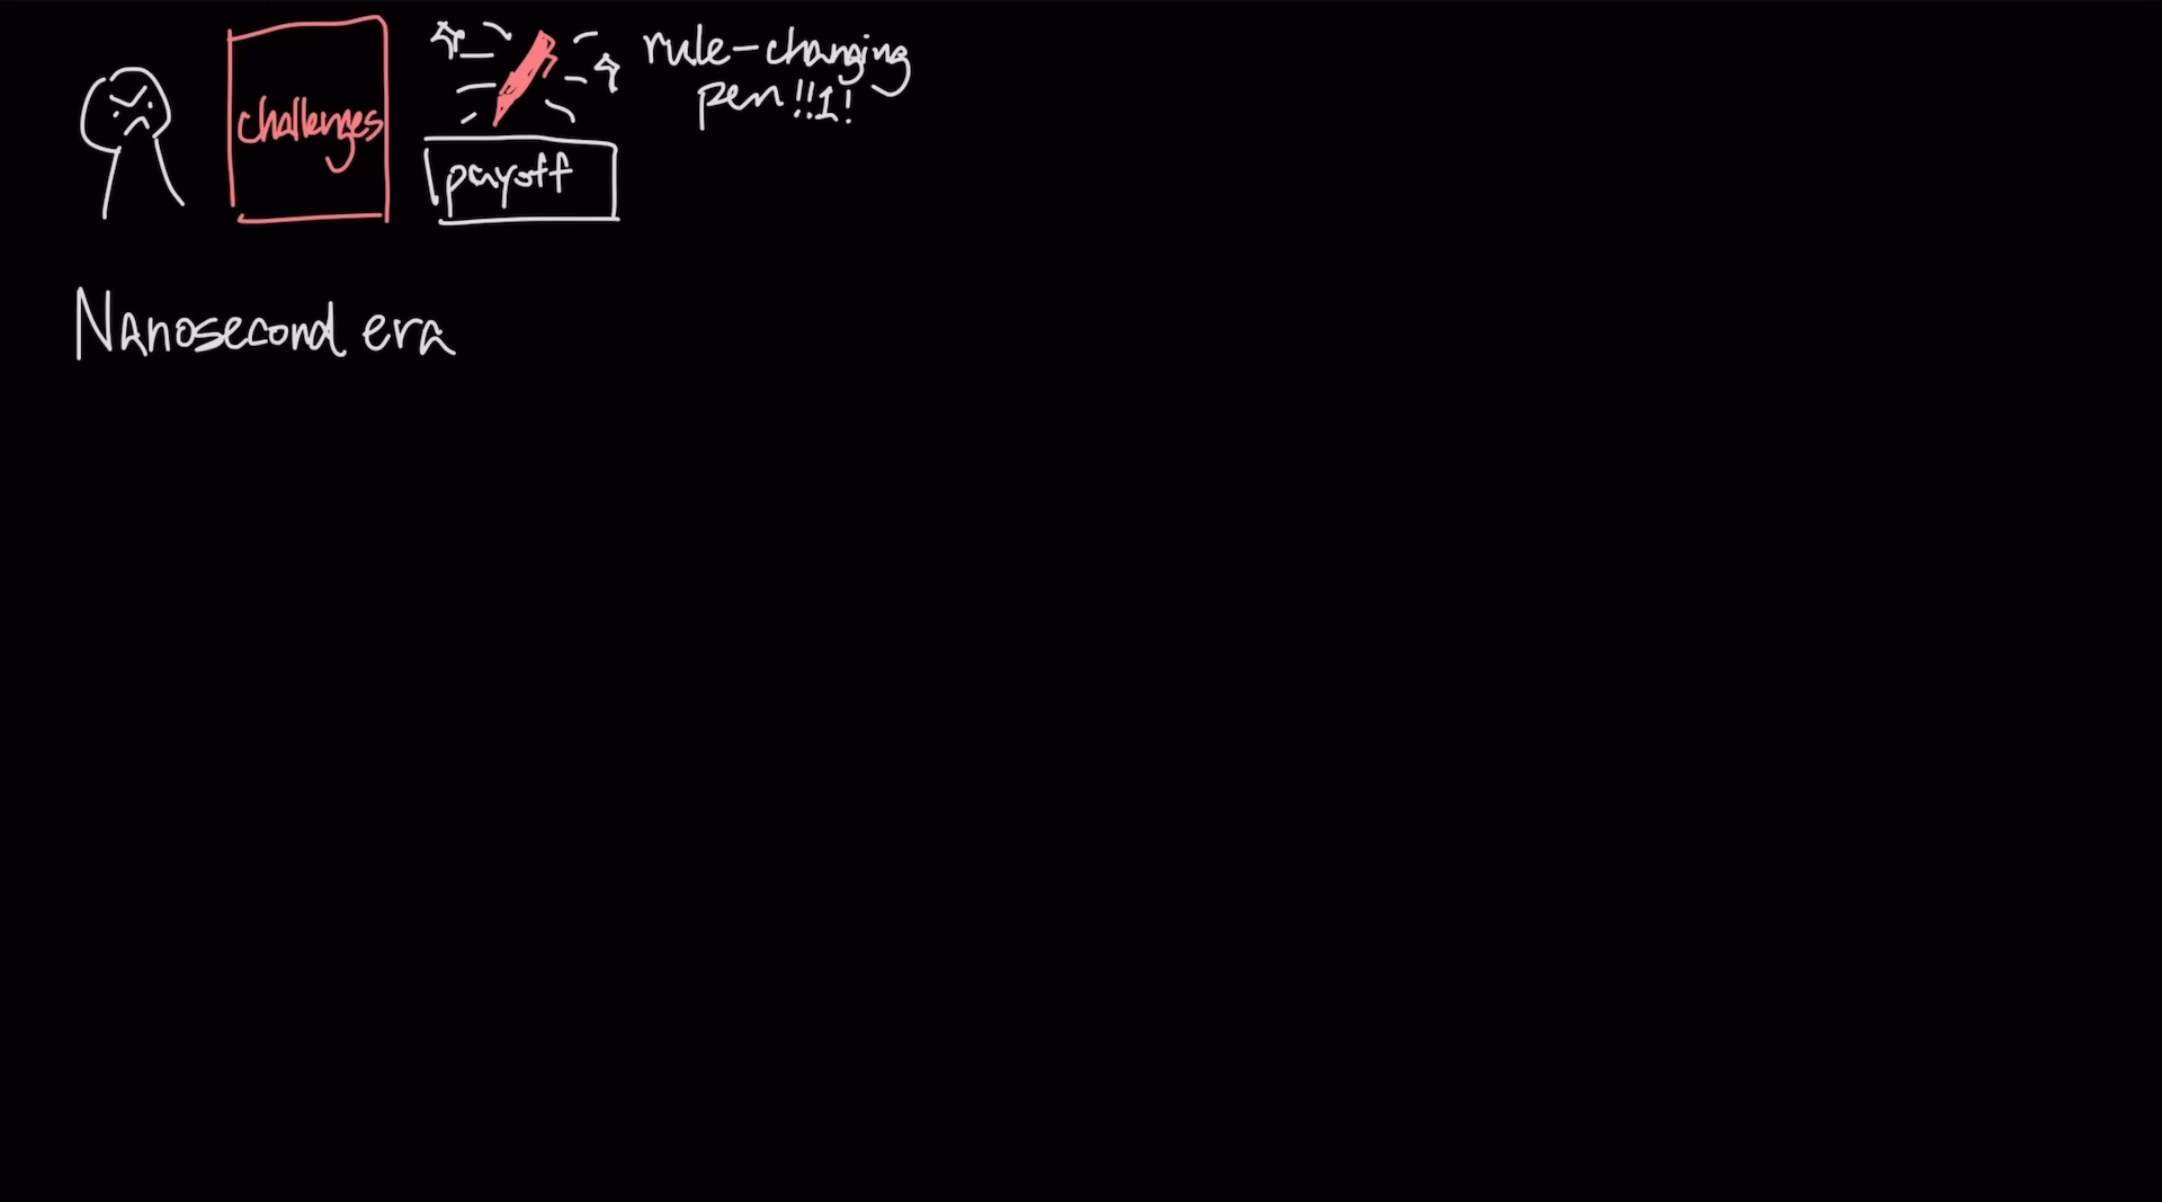 challenges
payoff
rule-changing
pen!!1!
Nanosecond era